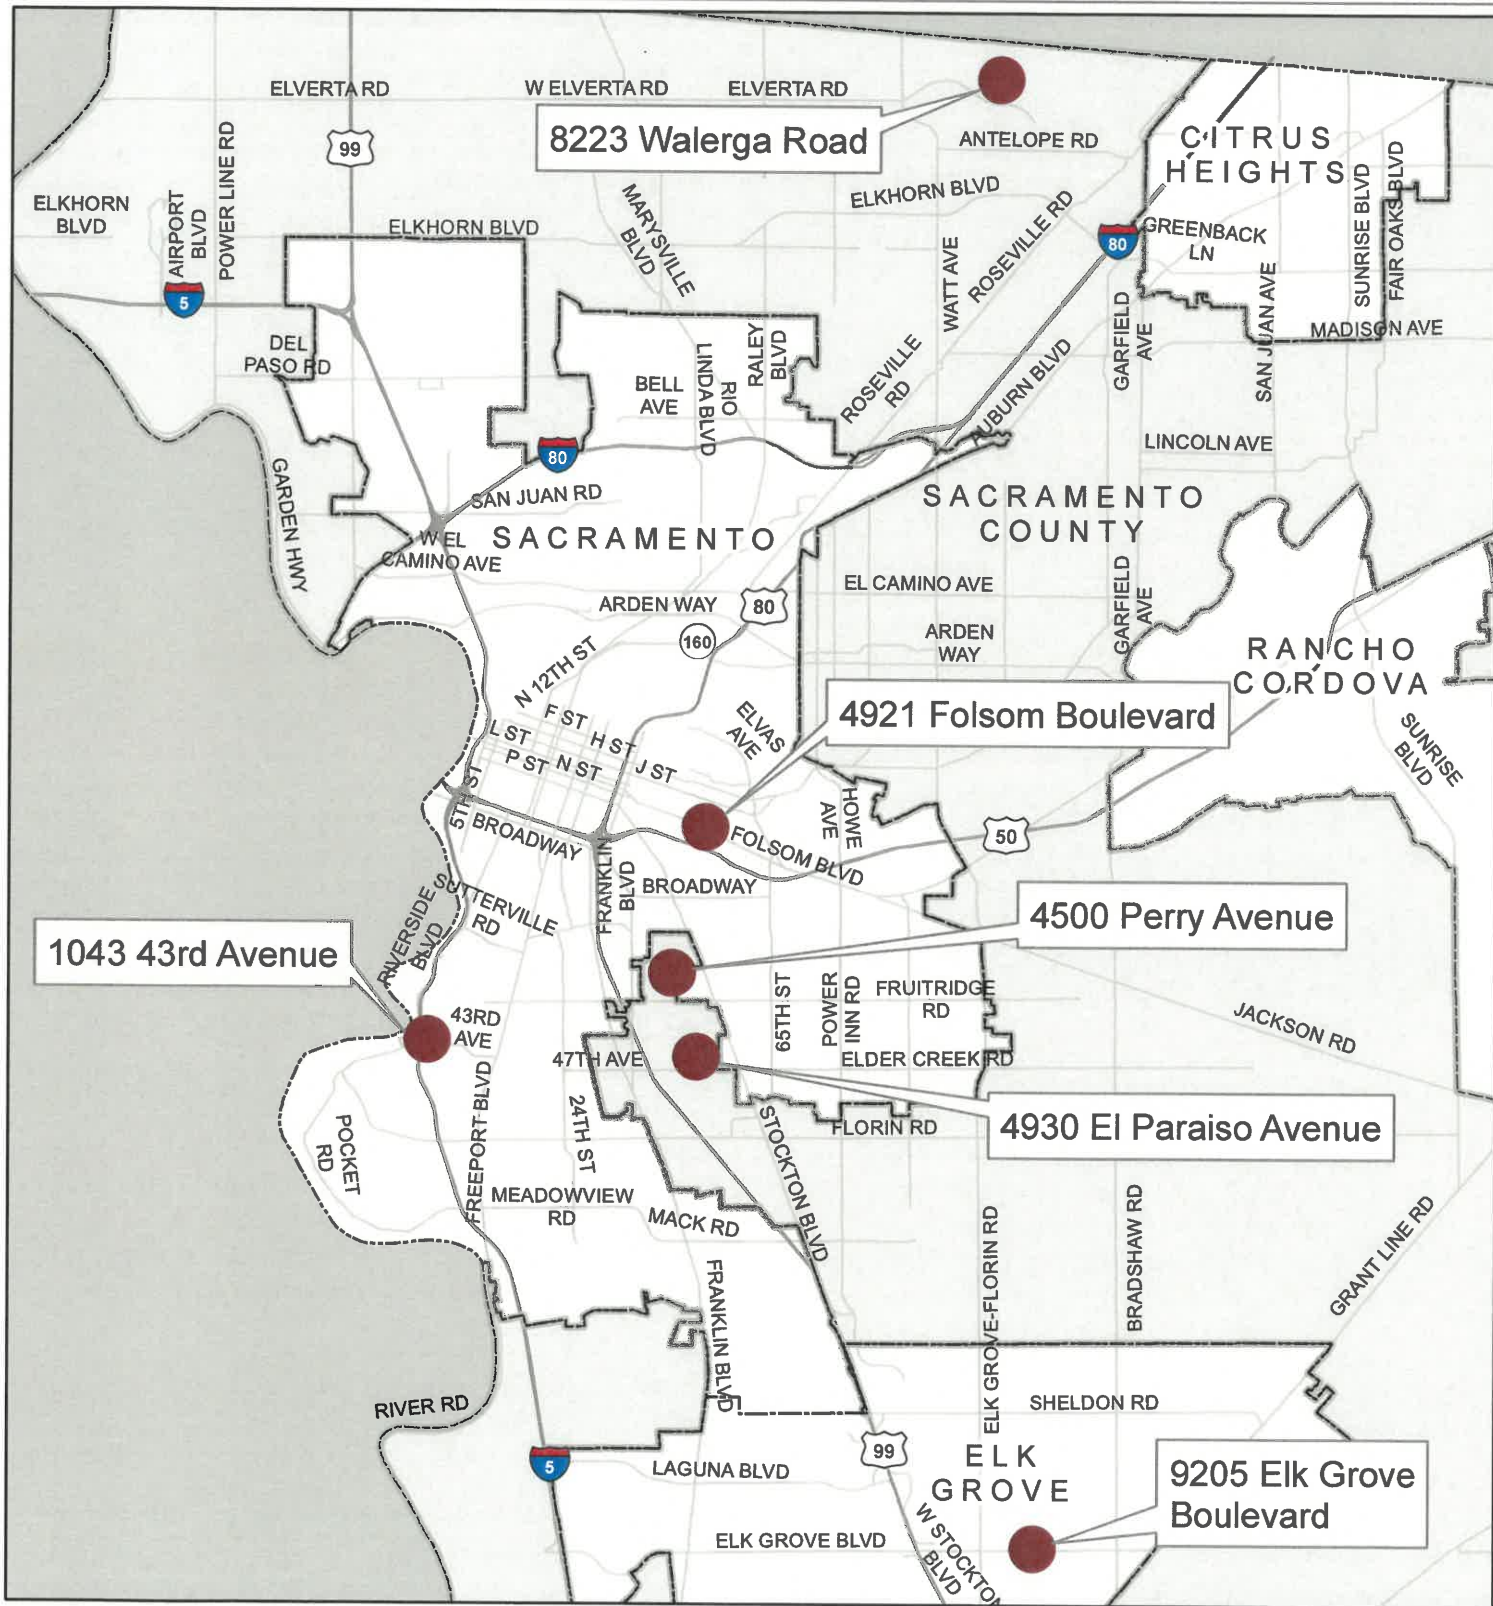 ELVERTA RD
W ELVERTA RD
ELVERTA RD
99
8223 Walerga Road
ANTELOPE RD
CITRUS
HEIGHTS
POWER LINE RD
AIRPORT
BLVD
ELKHORN
BLVD
ELKHORN BLVD
MARYSVILLE
BLVD
ELKHORN BLVD
ROSEVILLE RD
WATT AVE
80
GREENBACK
LN
SUNRISE BLVD
FAIR OAKS BLVD
SAN JUAN AVE
MADISON AVE
5
DEL
PASO RD
BELL
AVE
RIO
LINDA BLVD
RALEY
BLVD
ROSEVILLE
RD
AUBURN BLVD
GARFIELD
AVE
LINCOLN AVE
80
GARDEN HWY
SAN JUAN RD
SACRAMENTO
SACRAMENTO
COUNTY
W EL
CAMINO AVE
EL CAMINO AVE
ARDEN WAY
80
160
ARDEN
WAY
GARFIELD
AVE
RANCHO
CORDOVA
N 12TH ST
4921 Folsom Boulevard
F ST
L ST
H ST
P ST
N ST
J ST
ELVAS
AVE
SUNRISE
BLVD
5TH ST
BROADWAY
FOLSOM BLVD
HOWE
AVE
50
FRANKLIN
BLVD
BROADWAY
SUTTERVILLE
RD
RIVERSIDE
BLVD
4500 Perry Avenue
1043 43rd Avenue
43RD
AVE
65TH ST
POWER
INN RD
FRUITRIDGE
RD
JACKSON RD
47TH AVE
ELDER CREEK RD
4930 El Paraiso Avenue
FLORIN RD
POCKET
RD
FREEPORT BLVD
24TH ST
STOCKTON BLVD
MEADOWVIEW
RD
MACK RD
ELK GROVE-FLORIN RD
BRADSHAW RD
GRANT LINE RD
FRANKLIN BLVD
RIVER RD
SHELDON RD
99
ELK
GROVE
5
LAGUNA BLVD
9205 Elk Grove
Boulevard
ELK GROVE BLVD
W STOCKTON
BLVD